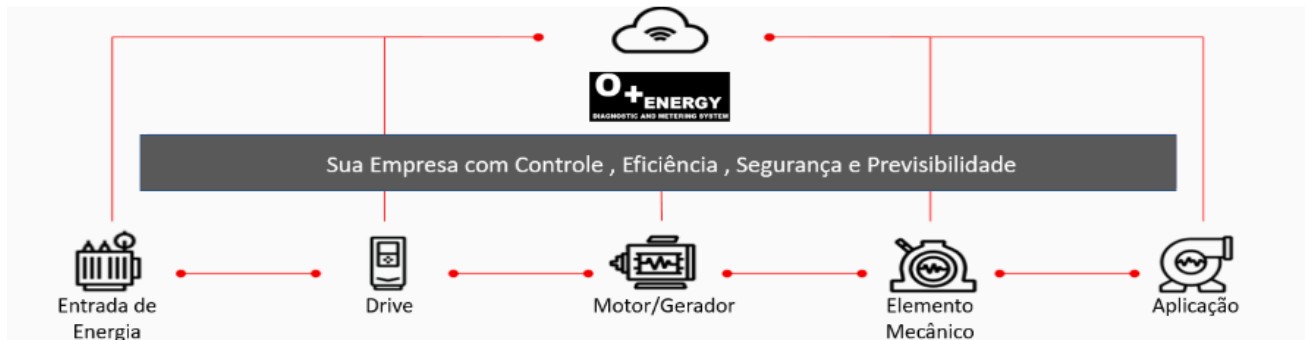 O+ENERGY
DIAGNOSTIC AND METERING SYSTEM
Sua Empresa com Controle , Eficiência , Segurança e Previsibilidade
Entrada de
Energia
Drive
Motor/Gerador
Elemento
Mecânico
Aplicação